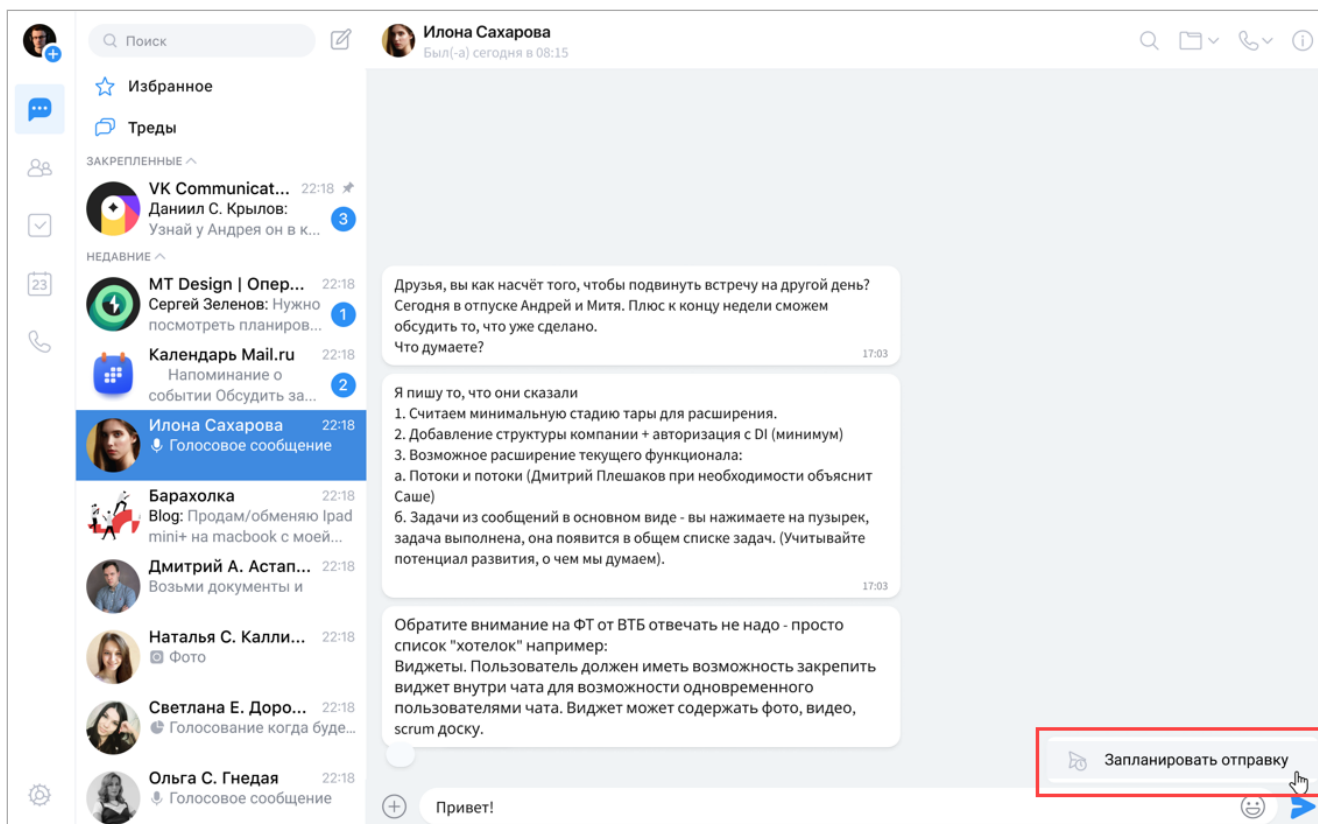 Поиск
Избранное
Треды
ЗАКРЕПЛЕННЫЕ
VK Communicat... 22:18
Даниил С. Крылов:
Узнай у Андрея он в к... 3
НЕДАВНИЕ
MT Design | Опер... 22:18
Сергей Зеленов: Нужно
посмотреть планиров... 1
Календарь Mail.ru 22:18
Напоминание о
событии Обсудить за... 2
Илона Сахарова 22:18
Голосовое сообщение
Барахолка 22:18
Blog: Продам/обменяю Ipad
mini+ на macbook с моей...
Дмитрий А. Астап... 22:18
Возьми документы и
Наталья С. Калли... 22:18
Фото
Светлана Е. Доро... 22:18
Голосование когда буде...
Ольга С. Гнедая 22:18
Голосовое сообщение
23
Илона Сахарова
Был(-а) сегодня в 08:15
Друзья, вы как насчёт того, чтобы подвинуть встречу на другой день?
Сегодня в отпуске Андрей и Митя. Плюс к концу недели сможем
обсудить то, что уже сделано.
Что думаете?
17:03
Я пишу то, что они сказали
1. Считаем минимальную стадию тары для расширения.
2. Добавление структуры компании + авторизация с DI (минимум)
3. Возможное расширение текущего функционала:
а. Потоки и потоки (Дмитрий Плешаков при необходимости объяснит
Саше)
б. Задачи из сообщений в основном виде - вы нажимаете на пузырек,
задача выполнена, она появится в общем списке задач. (Учитывайте
потенциал развития, о чем мы думаем).
17:03
Обратите внимание на ФТ от ВТБ отвечать не надо - просто
список "хотелок" например:
Виджеты. Пользователь должен иметь возможность закрепить
виджет внутри чата для возможности одновременного
пользователями чата. Виджет может содержать фото, видео,
scrum доску.
Запланировать отправку
Привет!